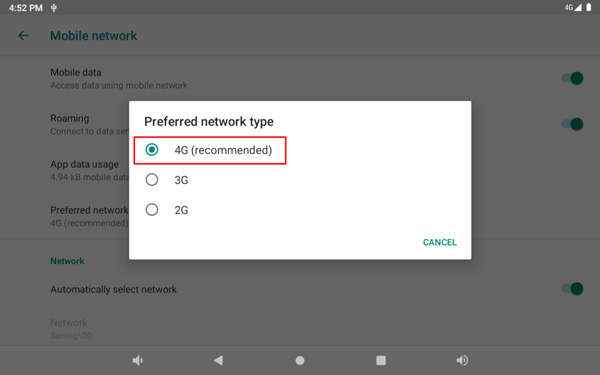 4:52 PM
4G
Mobile network
Mobile data
Access data using mobile network
Roaming
Connect to data ser
App data usage
4.94 kB mobile data
Preferred network
4G (recommended)
Preferred network type
4G (recommended)
3G
2G
CANCEL
Network
Automatically select network
Network
Suning\00